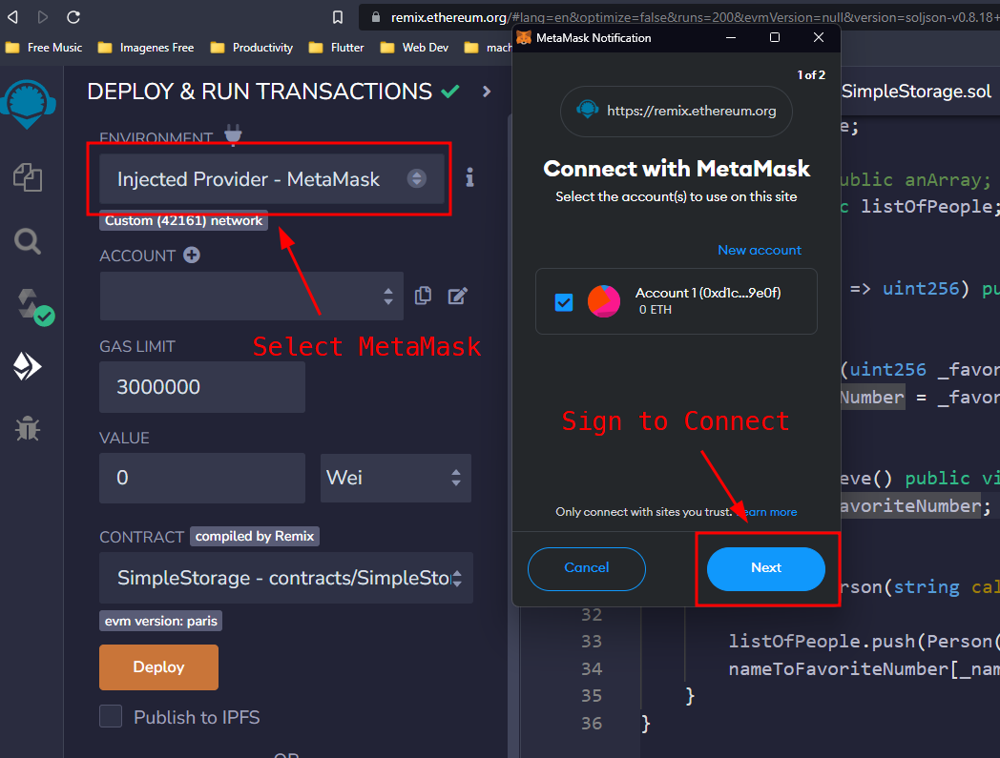 remix.ethereum.org/#lang=en&optimize=false&runs=200&evmVersion=null&version=soljson-v0.8.18+
Free Music
Imagenes Free
Productivity
Flutter
Web Dev
mach
MetaMask Notification
DEPLOY & RUN TRANSACTIONS
ENVIRONMENT
Injected Provider - MetaMask
Custom (42161) network
ACCOUNT
Select MetaMask
GAS LIMIT
3000000
VALUE
0
Wei
CONTRACT
compiled by Remix
SimpleStorage - contracts/SimpleSto
evm version: paris
Deploy
Publish to IPFS
OR
1 of 2
https://remix.ethereum.org
Connect with MetaMask
Select the account(s) to use on this site
New account
Account 1 (0xd1c...9e0f)
0 ETH
Sign to Connect
Only connect with sites you trust. Learn more
Cancel
Next
SimpleStorage.sol
e;
ublic anArray;
c listOfPeople;
=> uint256) pu
(uint256 _favor
Number = _favor
eve() public vi
avoriteNumber;
rson(string cal
32
33 listOfPeople.push(Person(
34 nameToFavoriteNumber[_nam
35 }
36 }